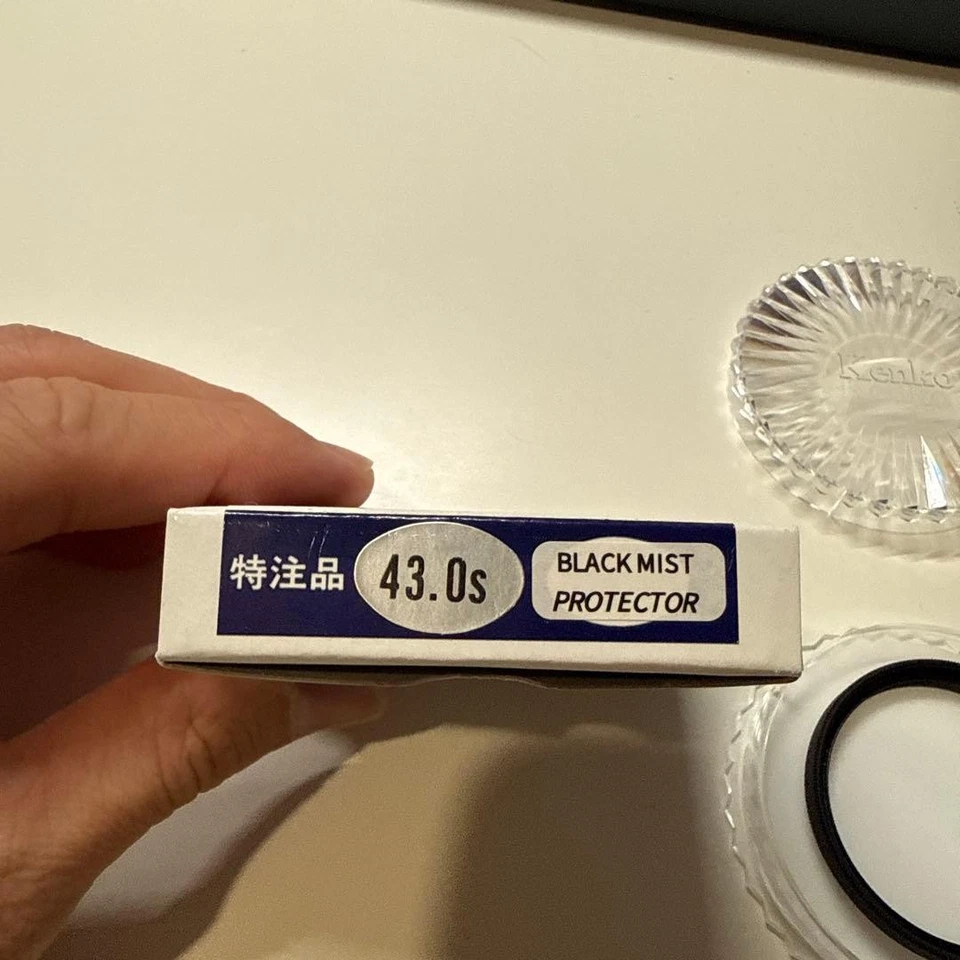 Kenko
特注品
43.0s
BLACK MIST
PROTECTOR